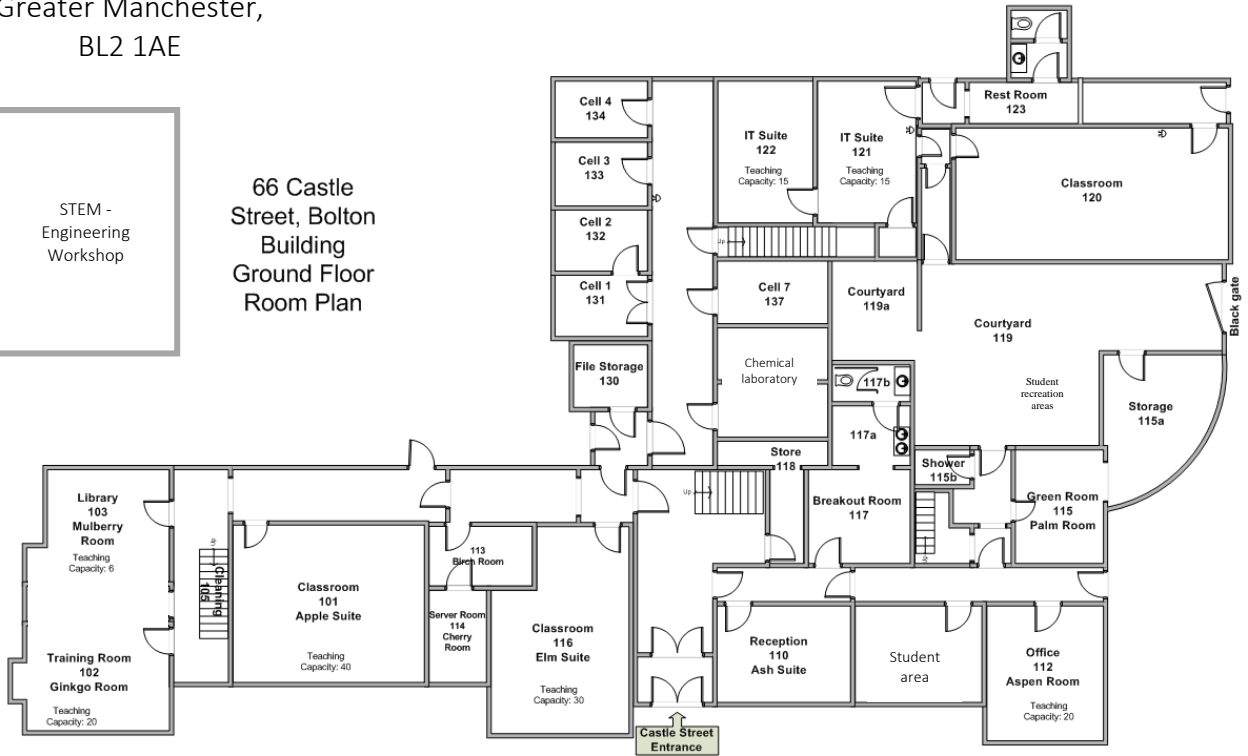 Greater Manchester,
BL2 1AE
STEM -
Engineering
Workshop
66 Castle
Street, Bolton
Building
Ground Floor
Room Plan
Cell 4
134
Cell 3
133
Cell 2
132
Cell 1
131
File Storage
130
IT Suite
122
Teaching
Capacity: 15
IT Suite
121
Teaching
Capacity: 15
Rest Room
123
Classroom
120
Up
Cell 7
137
Courtyard
119a
Courtyard
119
Black gate
Chemical
laboratory
117b
Student
recreation
areas
Storage
115a
117a
Store
118
Shower
115b
Up
Breakout Room
117
Green Room
115
Palm Room
Library
103
Mulberry
Room
Teaching
Capacity: 6
Up
Cleaning
105
113
Birch Room
Classroom
101
Apple Suite
Teaching
Capacity: 40
Server Room
114
Cherry
Room
Classroom
116
Elm Suite
Teaching
Capacity: 30
Training Room
102
Ginkgo Room
Teaching
Capacity: 20
Reception
110
Ash Suite
Student
area
Office
112
Aspen Room
Teaching
Capacity: 20
Castle Street
Entrance